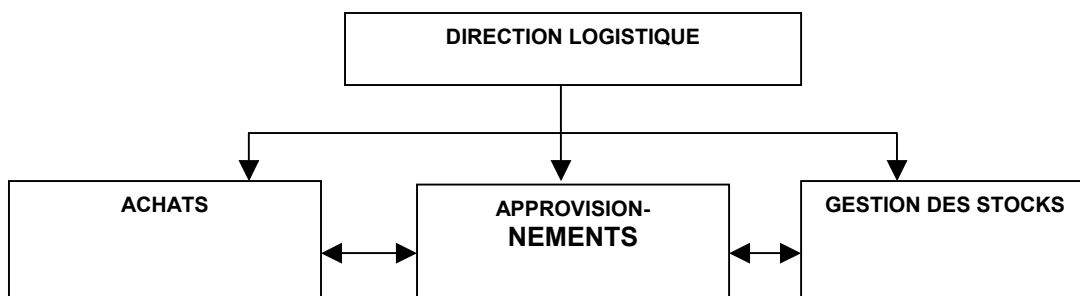 DIRECTION LOGISTIQUE
ACHATS
APPROVISION-
NEMENTS
GESTION DES STOCKS